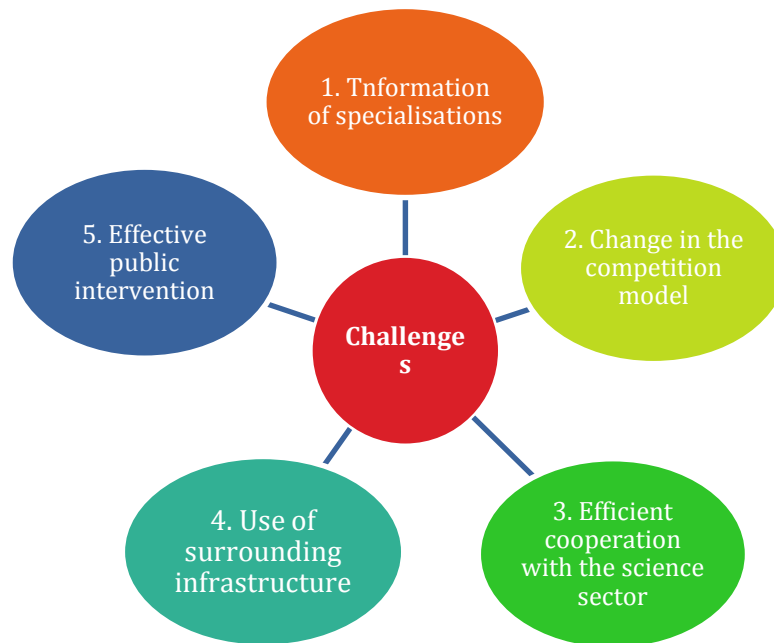 1. Tnformation
of specialisations
2. Change in the
competition
model
3. Efficient
cooperation
with the science
sector
4. Use of
surrounding
infrastructure
5. Effective
public
intervention
Challenge
s